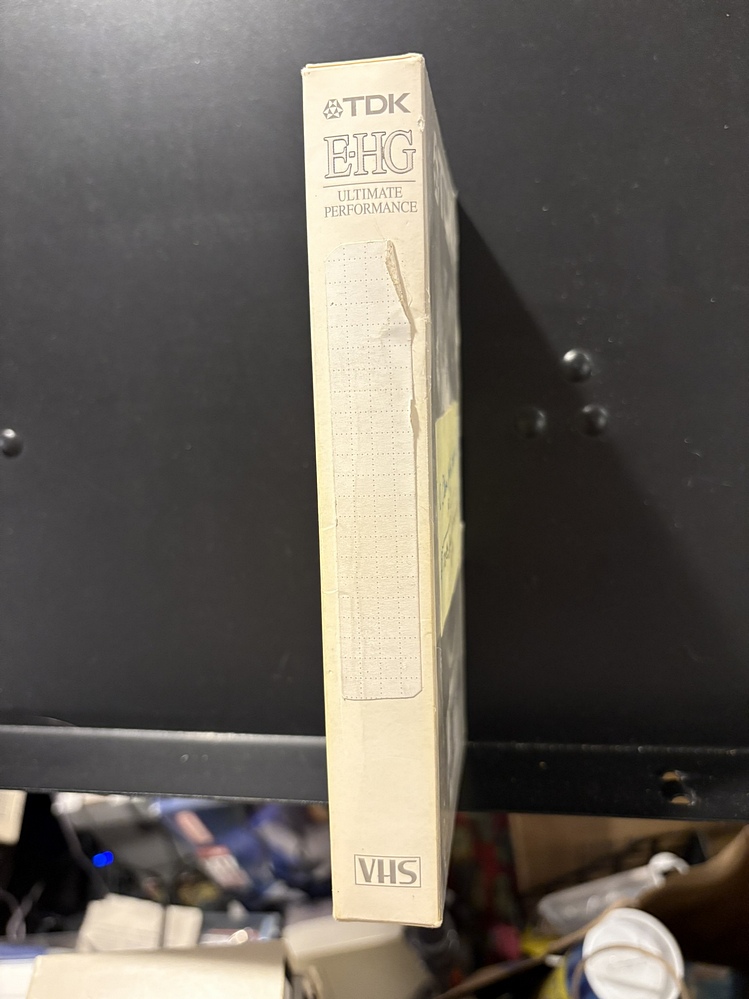 TDK
E-HG
ULTIMATE
PERFORMANCE
VHS